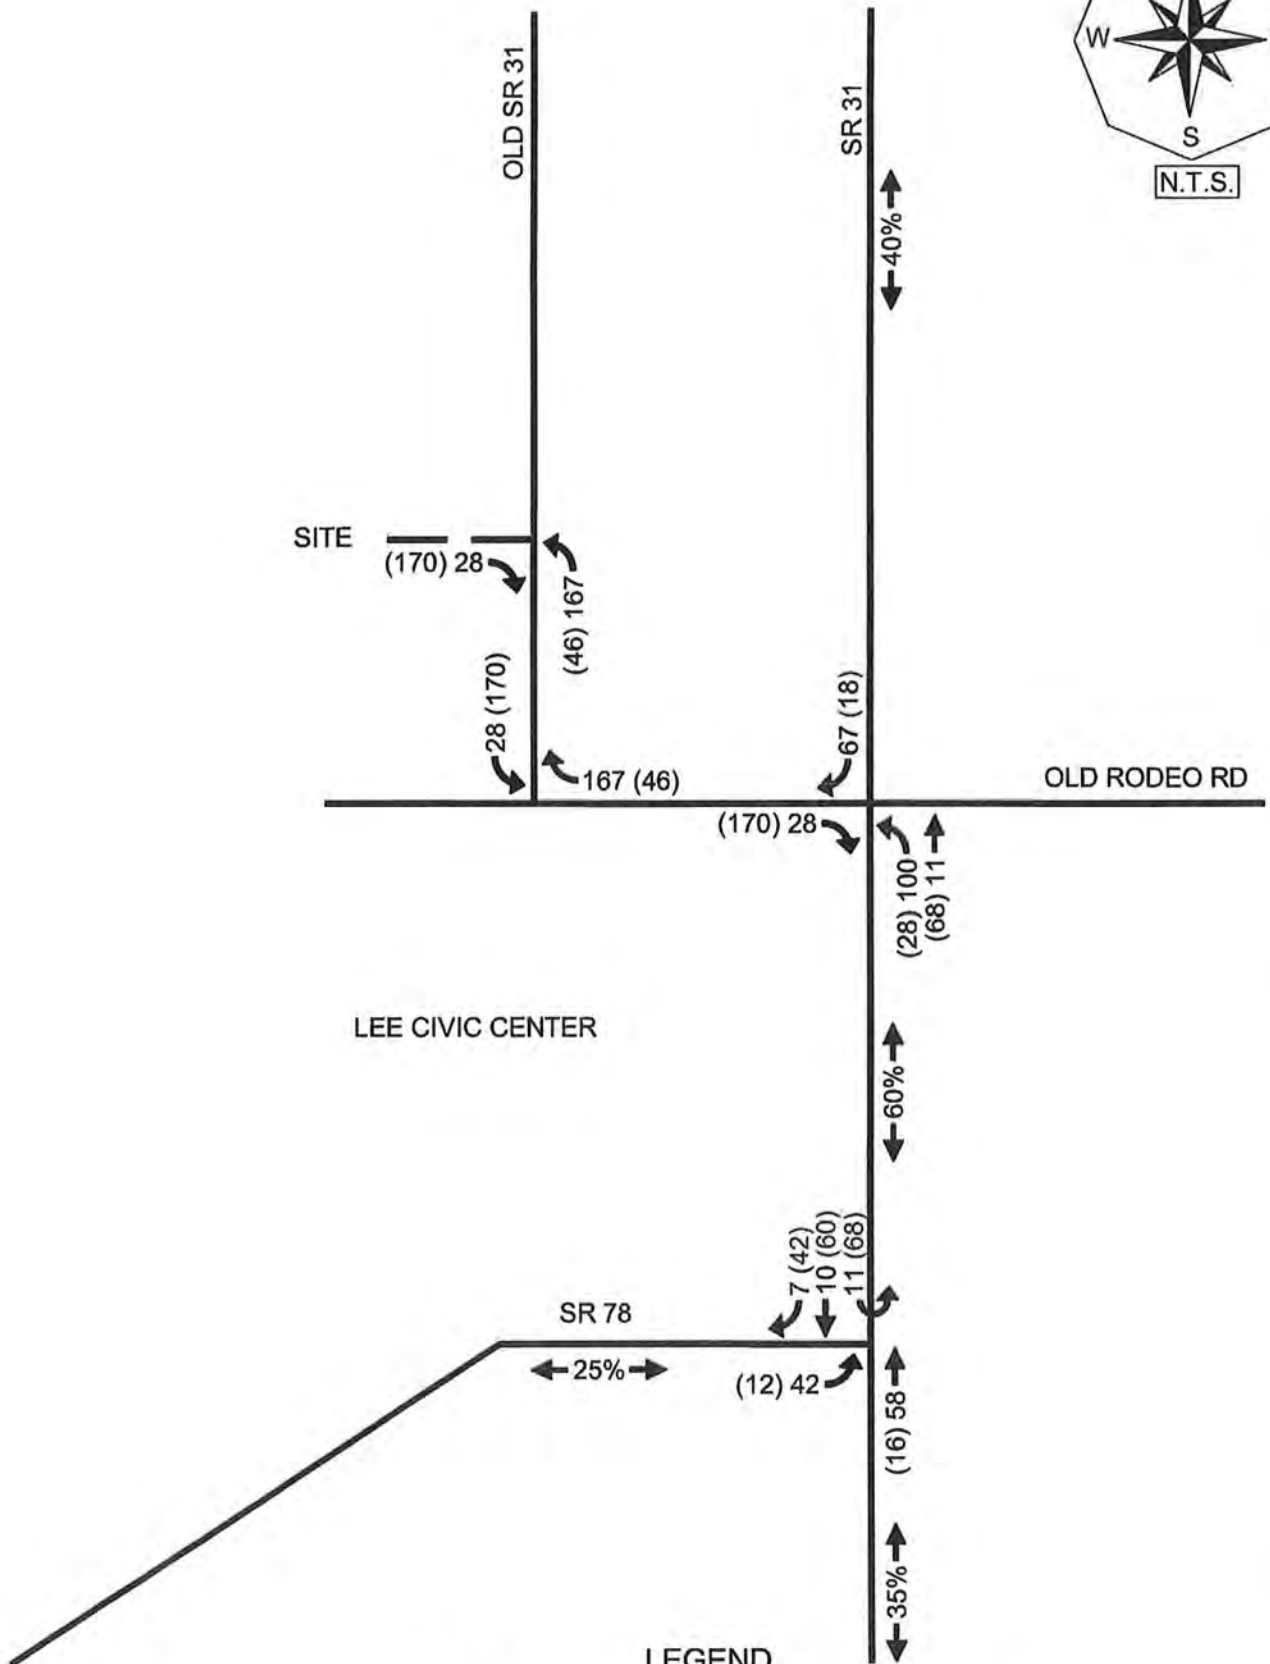 W
S
N.T.S.
OLD SR 31
SR 31
40%
SITE
(170) 28
(46) 167
28 (170)
167 (46)
67 (18)
OLD RODEO RD
(170) 28
(28) 100
(68) 11
LEE CIVIC CENTER
60%
7 (42)
10 (60)
11 (68)
SR 78
25%
(12) 42
(16) 58
35%
LEGEND